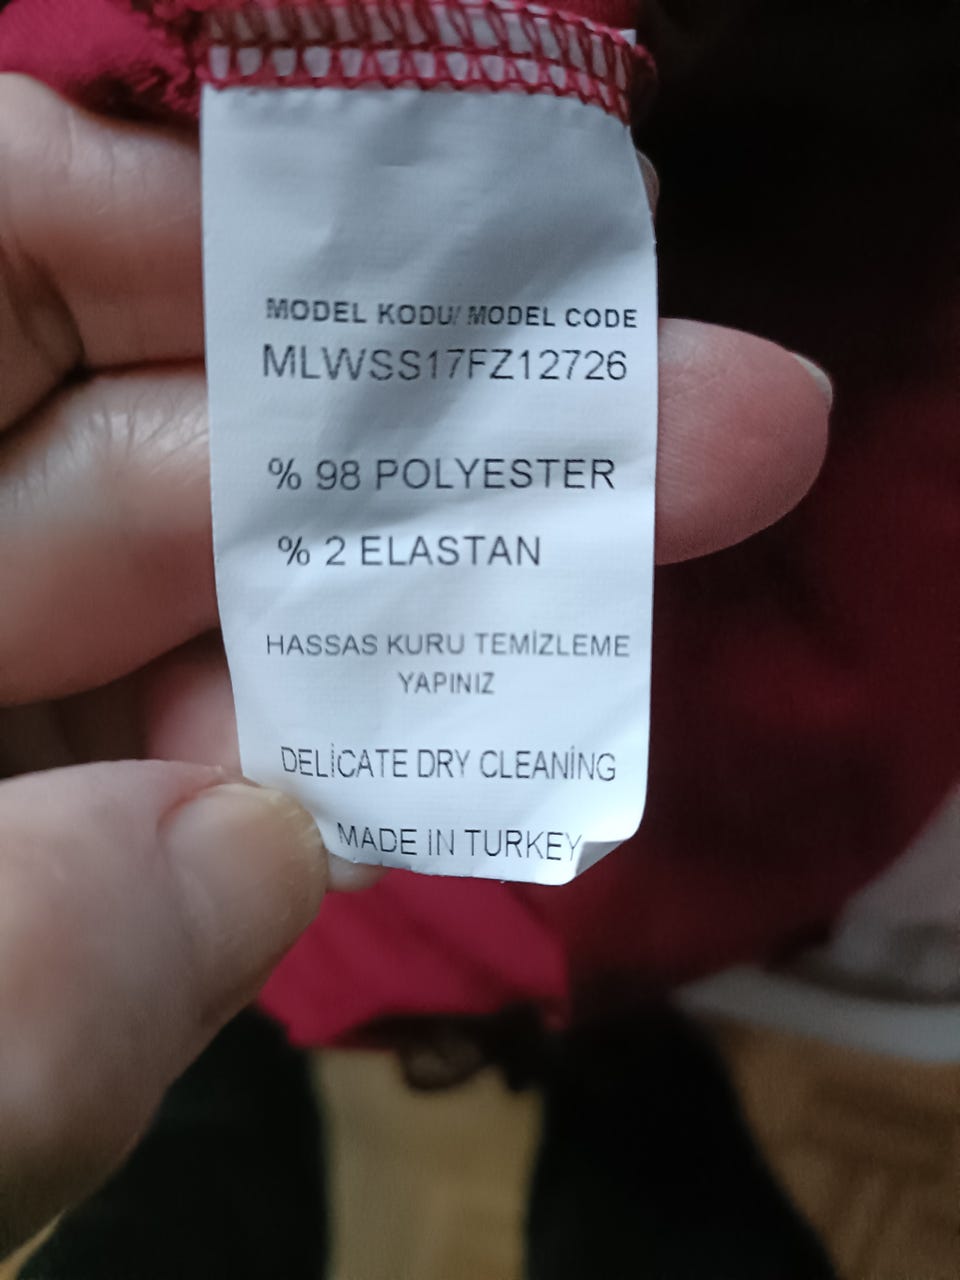 MODEL KODU/ MODEL CODE
MLWSS17FZ12726
% 98 POLYESTER
% 2 ELASTAN
HASSAS KURU TEMİZLEME
YAPINIZ
DELİCATE DRY CLEANİNG
MADE IN TURKEY